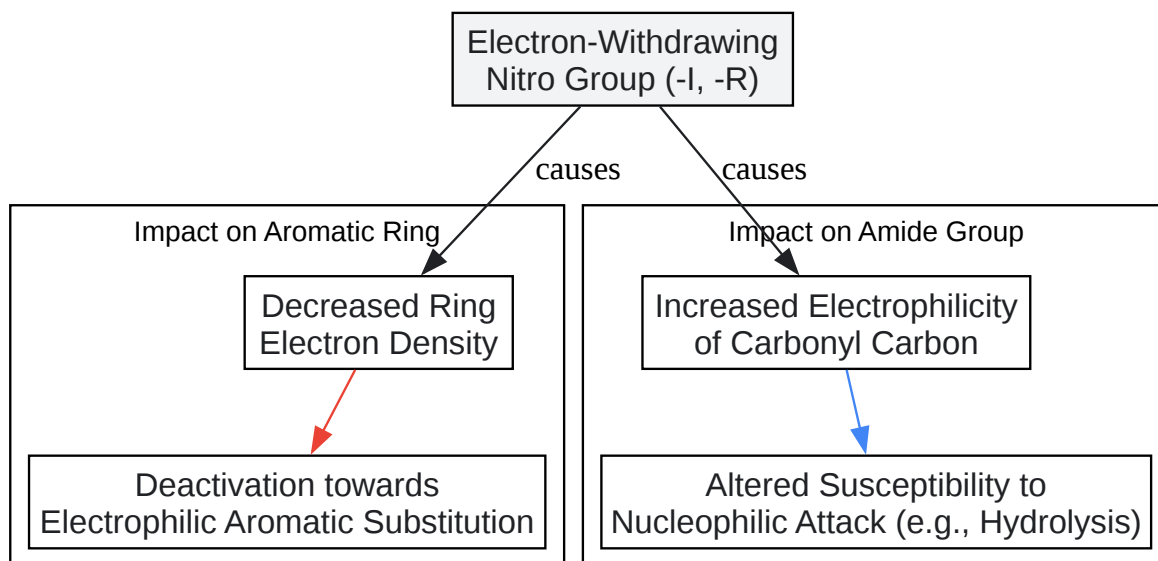 Electron-Withdrawing
Nitro Group (-I, -R)
causes
causes
Impact on Aromatic Ring
Decreased Ring
Electron Density
Deactivation towards
Electrophilic Aromatic Substitution
Impact on Amide Group
Increased Electrophilicity
of Carbonyl Carbon
Altered Susceptibility to
Nucleophilic Attack (e.g., Hydrolysis)